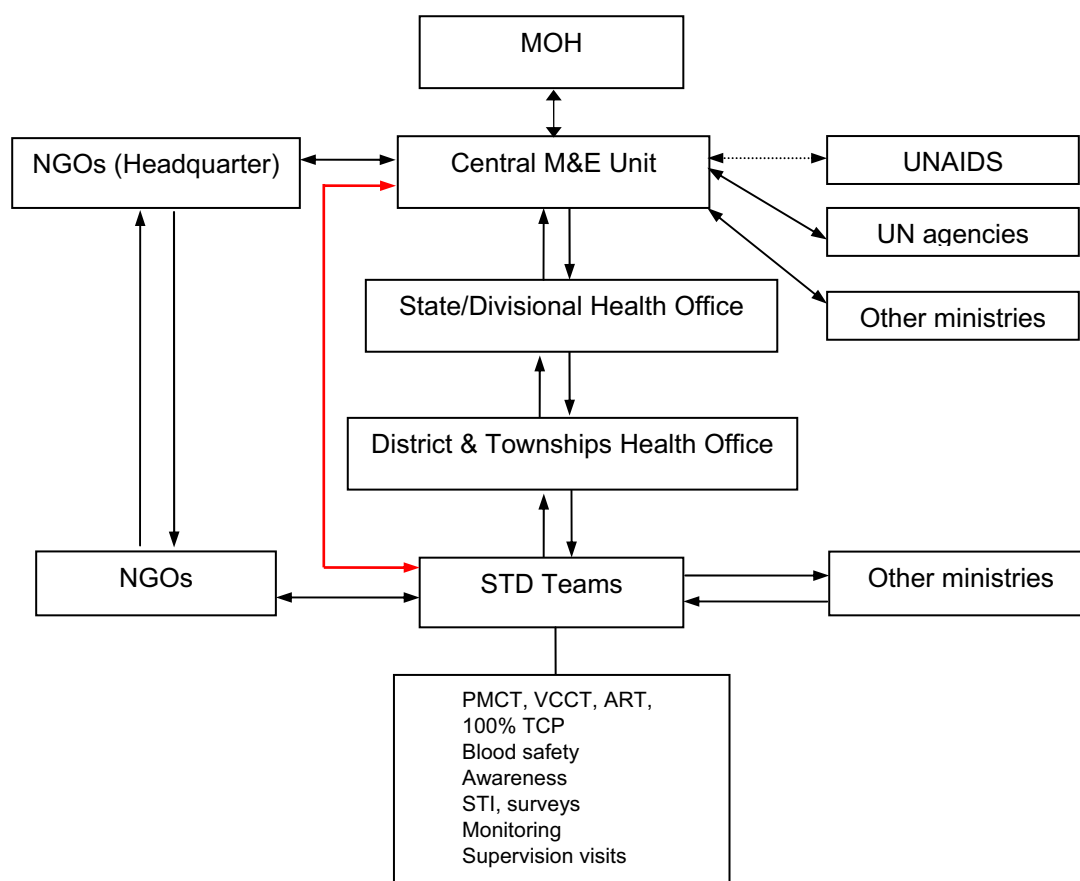 MOH
NGOs (Headquarter)
Central M&E Unit
UNAIDS
UN agencies
Other ministries
State/Divisional Health Office
District & Townships Health Office
NGOs
STD Teams
Other ministries
PMCT, VCCT, ART,
100% TCP
Blood safety
Awareness
STI, surveys
Monitoring
Supervision visits